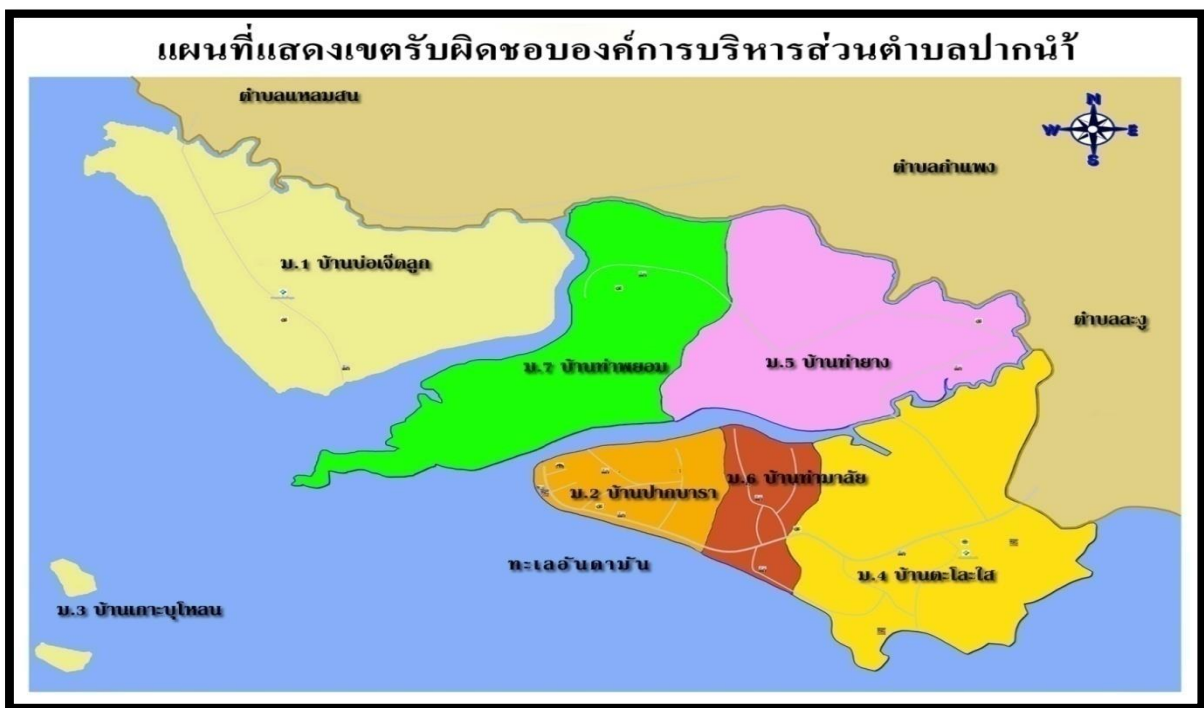 แผนที่แสดงเขตรับผิดชอบองค์การบริหารส่วนตำบลปากน้ำ
ตำบลแหลมสน
N
W E
S
ตำบลกำแพง
ม.1 บ้านบ่อเจ็ดลูก
ตำบลละงู
ม.7 บ้านท่าพยอม
ม.5 บ้านท่ายาง
ม.6 บ้านท่ามาลัย
ม.2 บ้านปากบารา
ทะเลอันดามัน
ม.4 บ้านตะโละใส
ม.3 บ้านเกาะบุโหลน